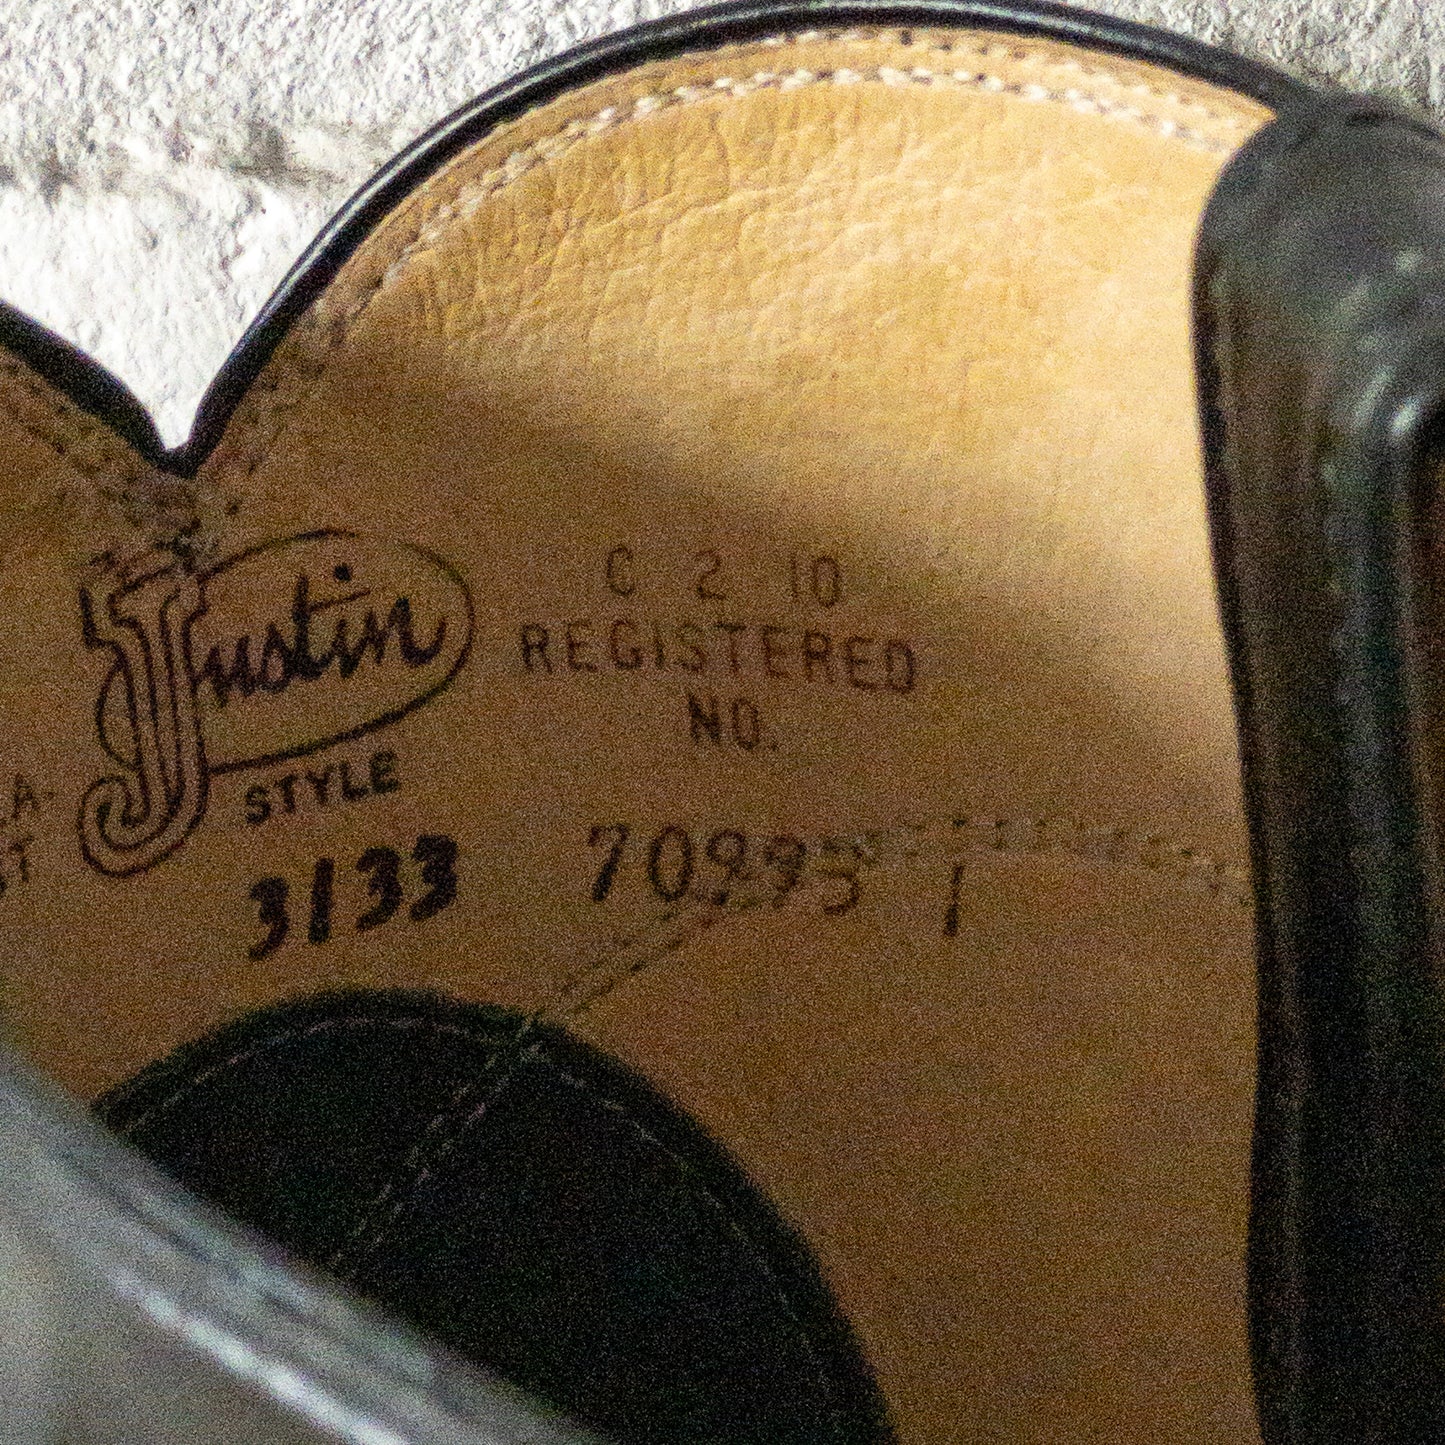 C 2 10
Justin
REGISTERED
NO.
STYLE
3133
70995 1